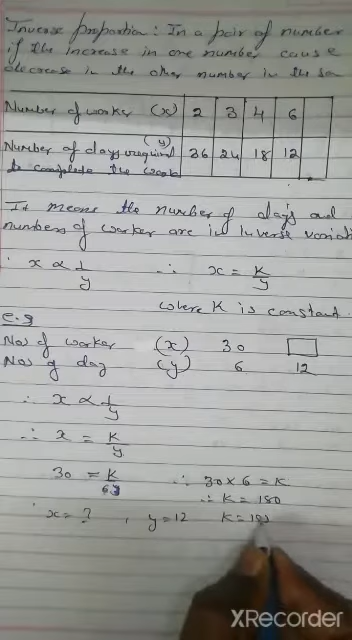 Inverse proportion: In a pair of number
if the increase in one number cause
decrease in the other number in the sa
Number of worker (x) 2 3 4 6
Number of days required (y) 36 24 18 12
to complete the work
It means the number of days and
numbers of worker are in inverse variati
∴ x ∝ 1/y ∴ x = K/y
where K is constant.
e.g
No. of worker (x) 30 □
No. of day (y) 6 12
∴ x ∝ 1/y
∴ x = K/y
30 = K/6 ∴ 30 × 6 = K
∴ K = 180
x = ? , y = 12 K = 180
XRecorder